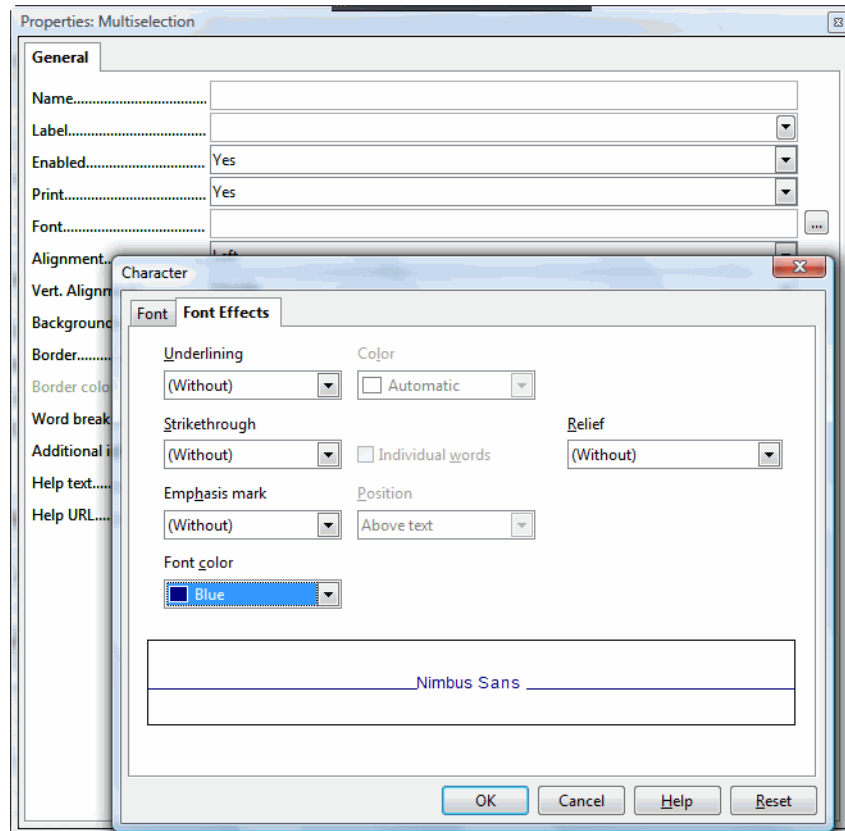 Properties: Multiselection
General
Name
Label
Enabled Yes
Print Yes
Font ...
Alignment Left
Vert. Alignm
Background
Border
Border colo
Word break
Additional i
Help text
Help URL
Character
Font Font Effects
Underlining Color
(Without) Automatic
Strikethrough Relief
(Without) Individual words (Without)
Emphasis mark Position
(Without) Above text
Font color
Blue
Nimbus Sans
OK Cancel Help Reset